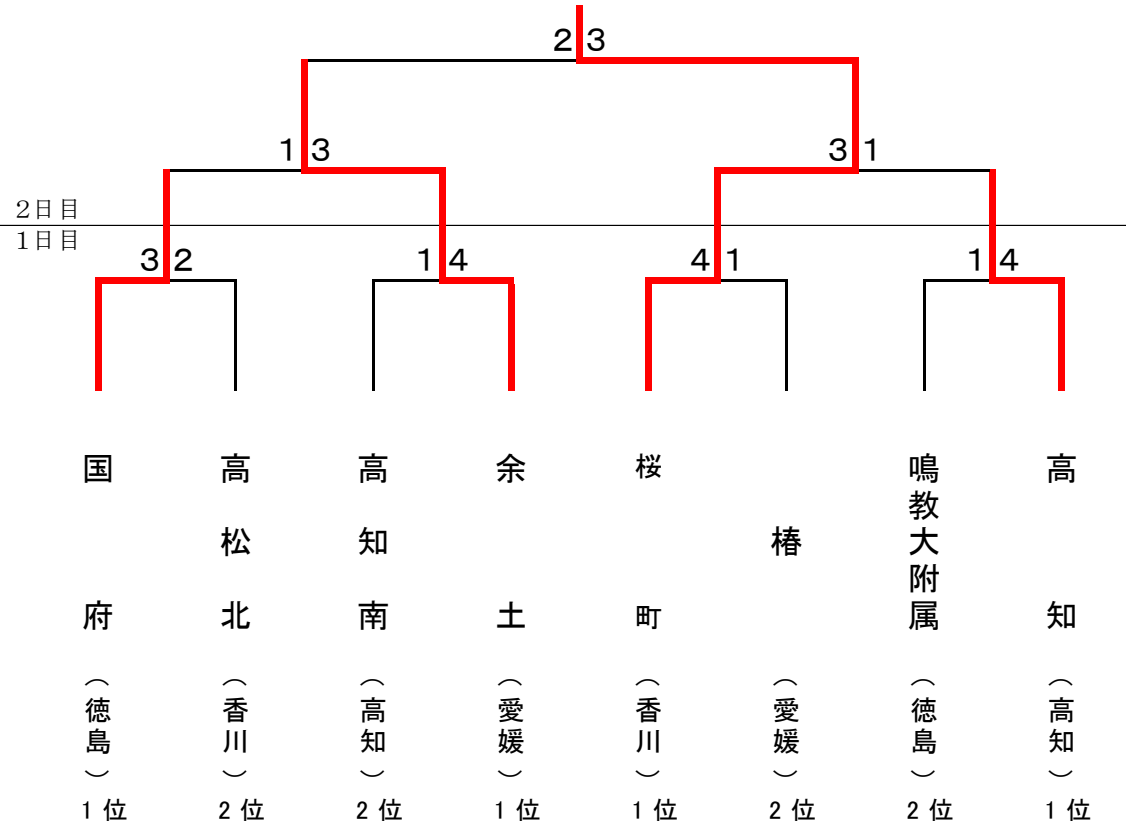 2 3
1 3
3 1
2日目
1日目
3 2
1 4
4 1
1 4
国府(徳島)1位
高松北(香川)2位
高知南(高知)2位
余土(愛媛)1位
桜町(香川)1位
椿(愛媛)2位
鳴教大附属(徳島)2位
高知(高知)1位